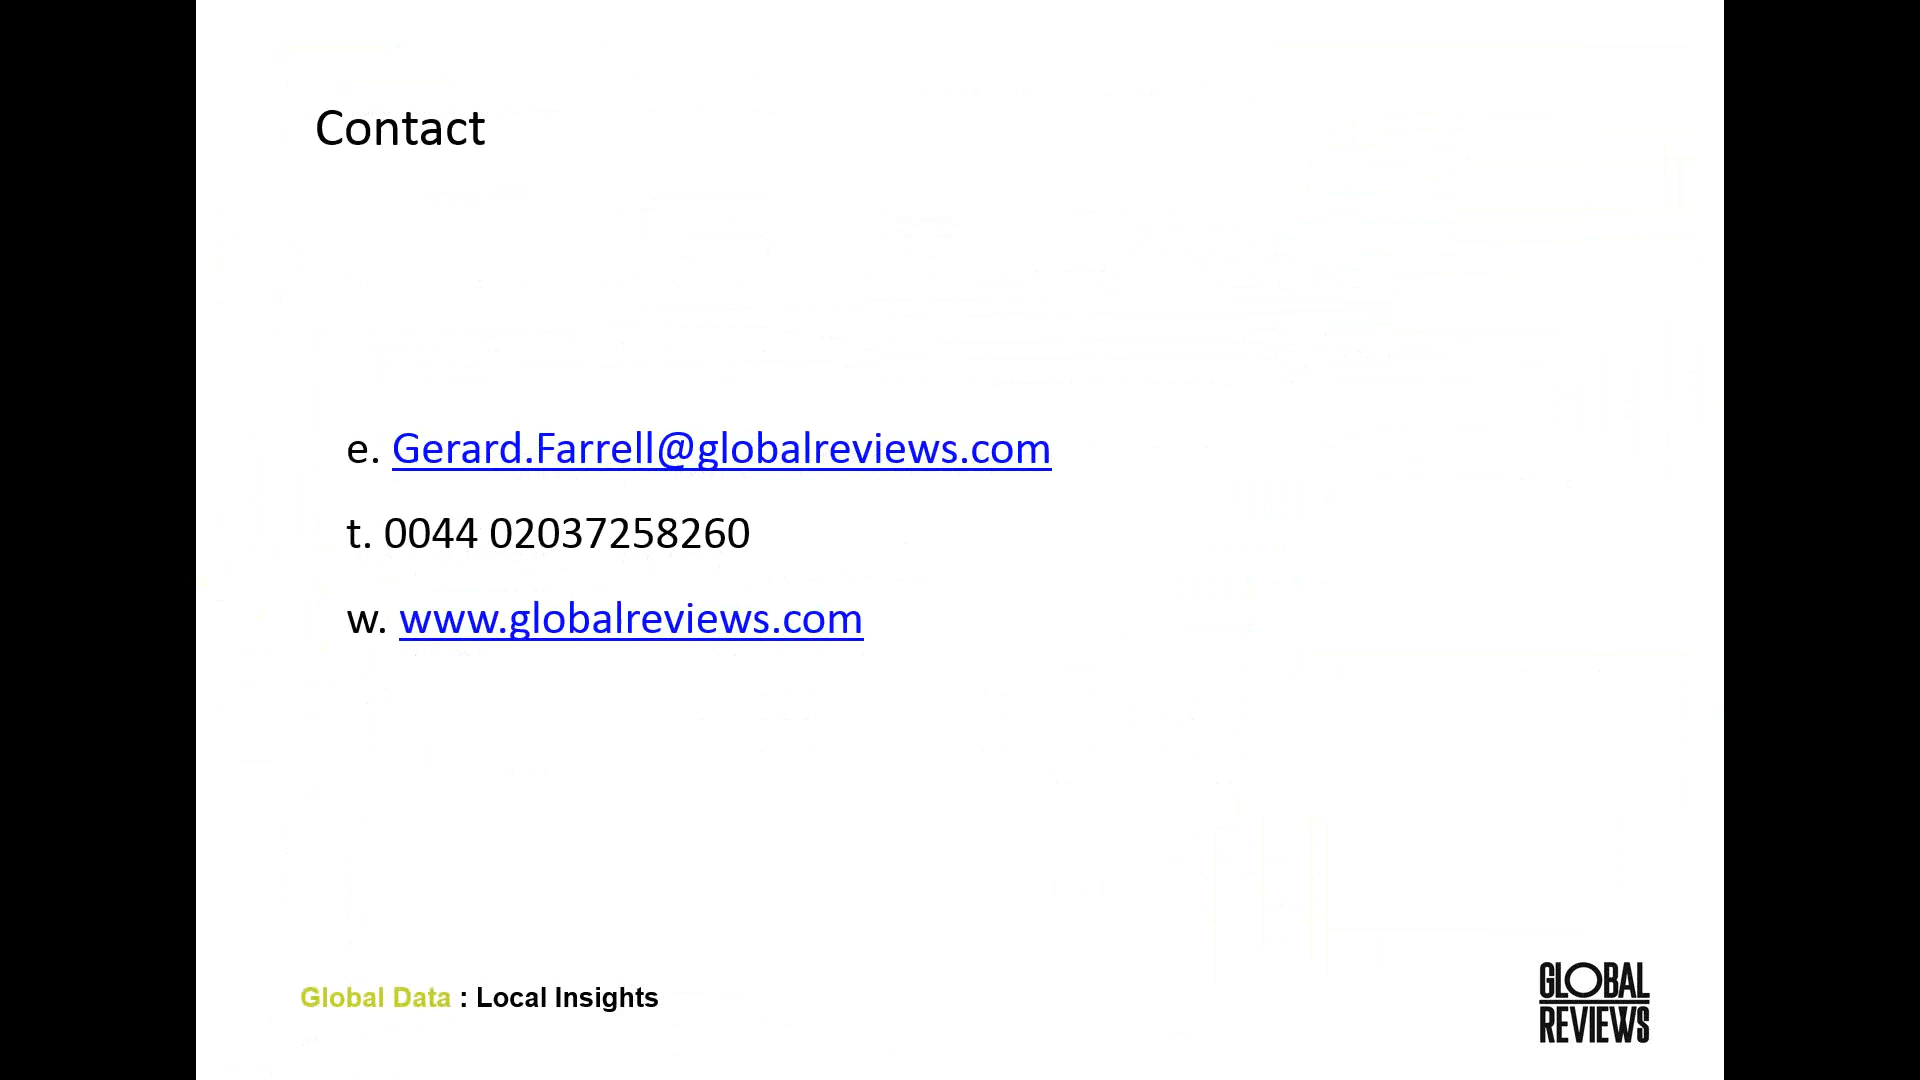 Contact
e. Gerard.Farrell@globalreviews.com
t. 0044 02037258260
w. www.globalreviews.com
Global Data : Local Insights
GLOBAL
REVIEWS